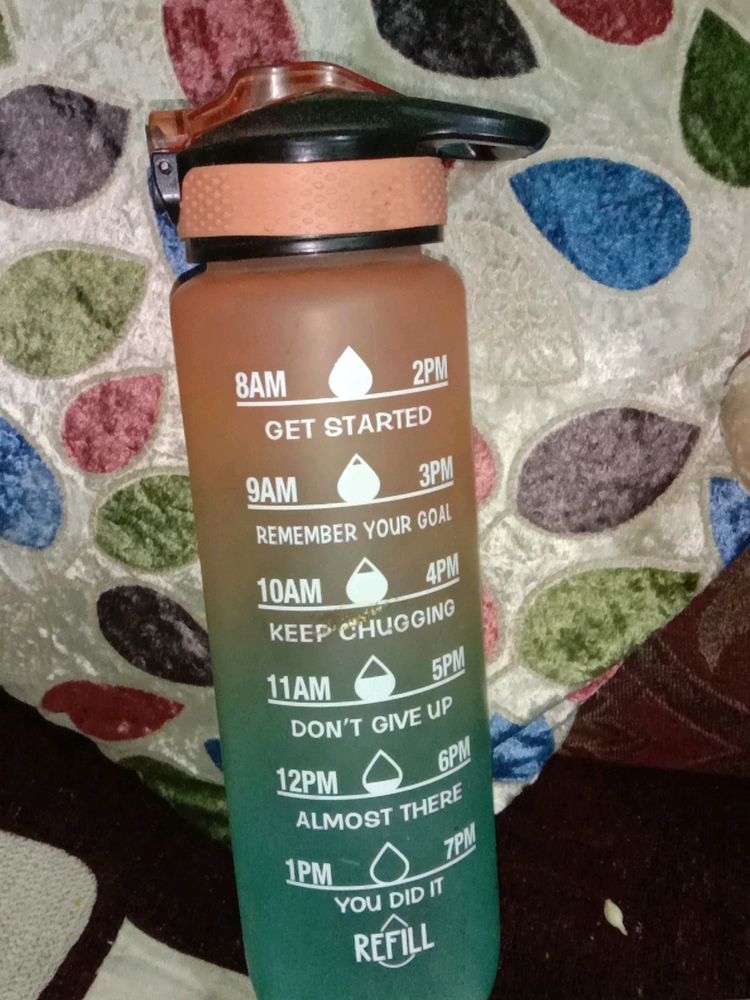 8AM 2PM
GET STARTED
9AM 3PM
REMEMBER YOUR GOAL
10AM 4PM
KEEP CHUGGING
11AM 5PM
DON'T GIVE UP
12PM 6PM
ALMOST THERE
1PM 7PM
YOU DID IT
REFILL